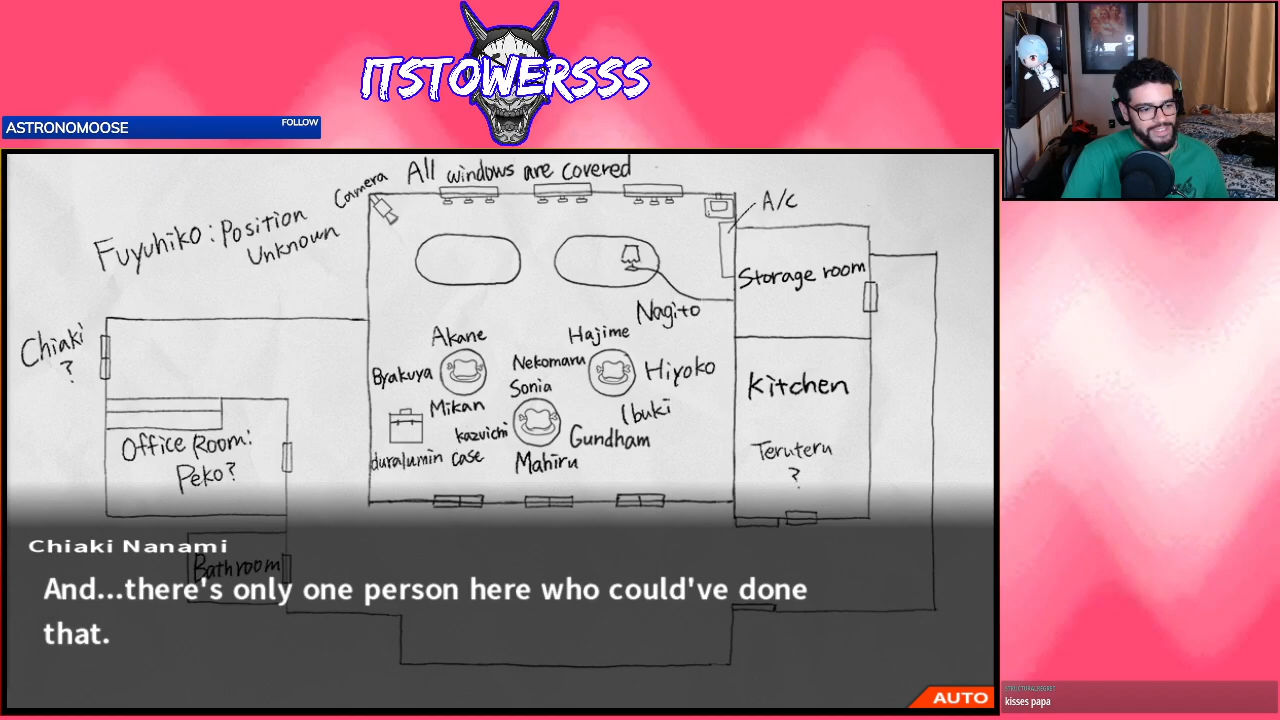 ITSTOWERSSS
ASTRONOMOOSE
FOLLOW
Camera
All windows are covered
A/C
Fuyuhiko: Position
Unknown
Storage room
Nagito
Chiaki
?
Akane
Hajime
Byakuya
Nekomaru
Hiyoko
Sonia
Mikan
Ibuki
Kitchen
kazuichi
Gundham
duralumin case
Mahiru
Office Room:
Peko?
Teruteru
?
Bathroom
Chiaki Nanami
And...there's only one person here who could've done
that.
AUTO
STRUCTURALREGRET
kisses papa